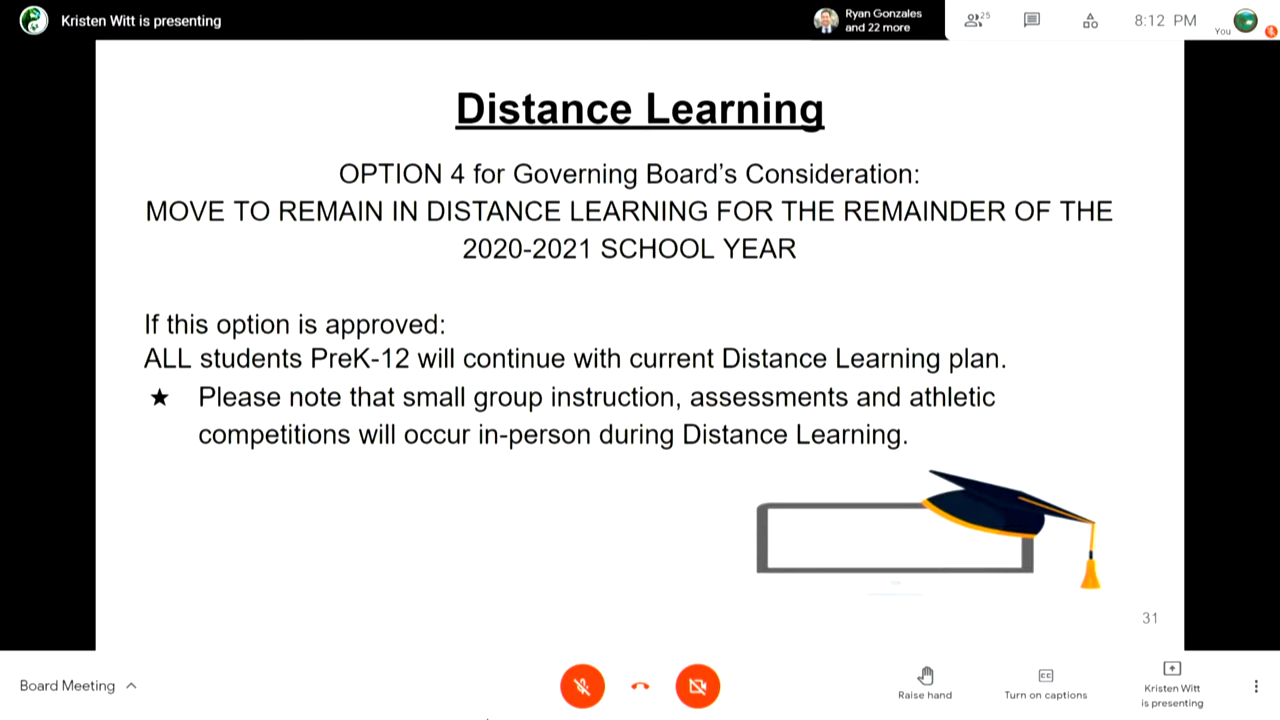 Kristen Witt is presenting
Ryan Gonzales
and 22 more
25
8:12 PM
You
Distance Learning
OPTION 4 for Governing Board’s Consideration:
MOVE TO REMAIN IN DISTANCE LEARNING FOR THE REMAINDER OF THE
2020-2021 SCHOOL YEAR
If this option is approved:
ALL students PreK-12 will continue with current Distance Learning plan.
★ Please note that small group instruction, assessments and athletic
competitions will occur in-person during Distance Learning.
31
Board Meeting
Raise hand
CC
Turn on captions
Kristen Witt
is presenting